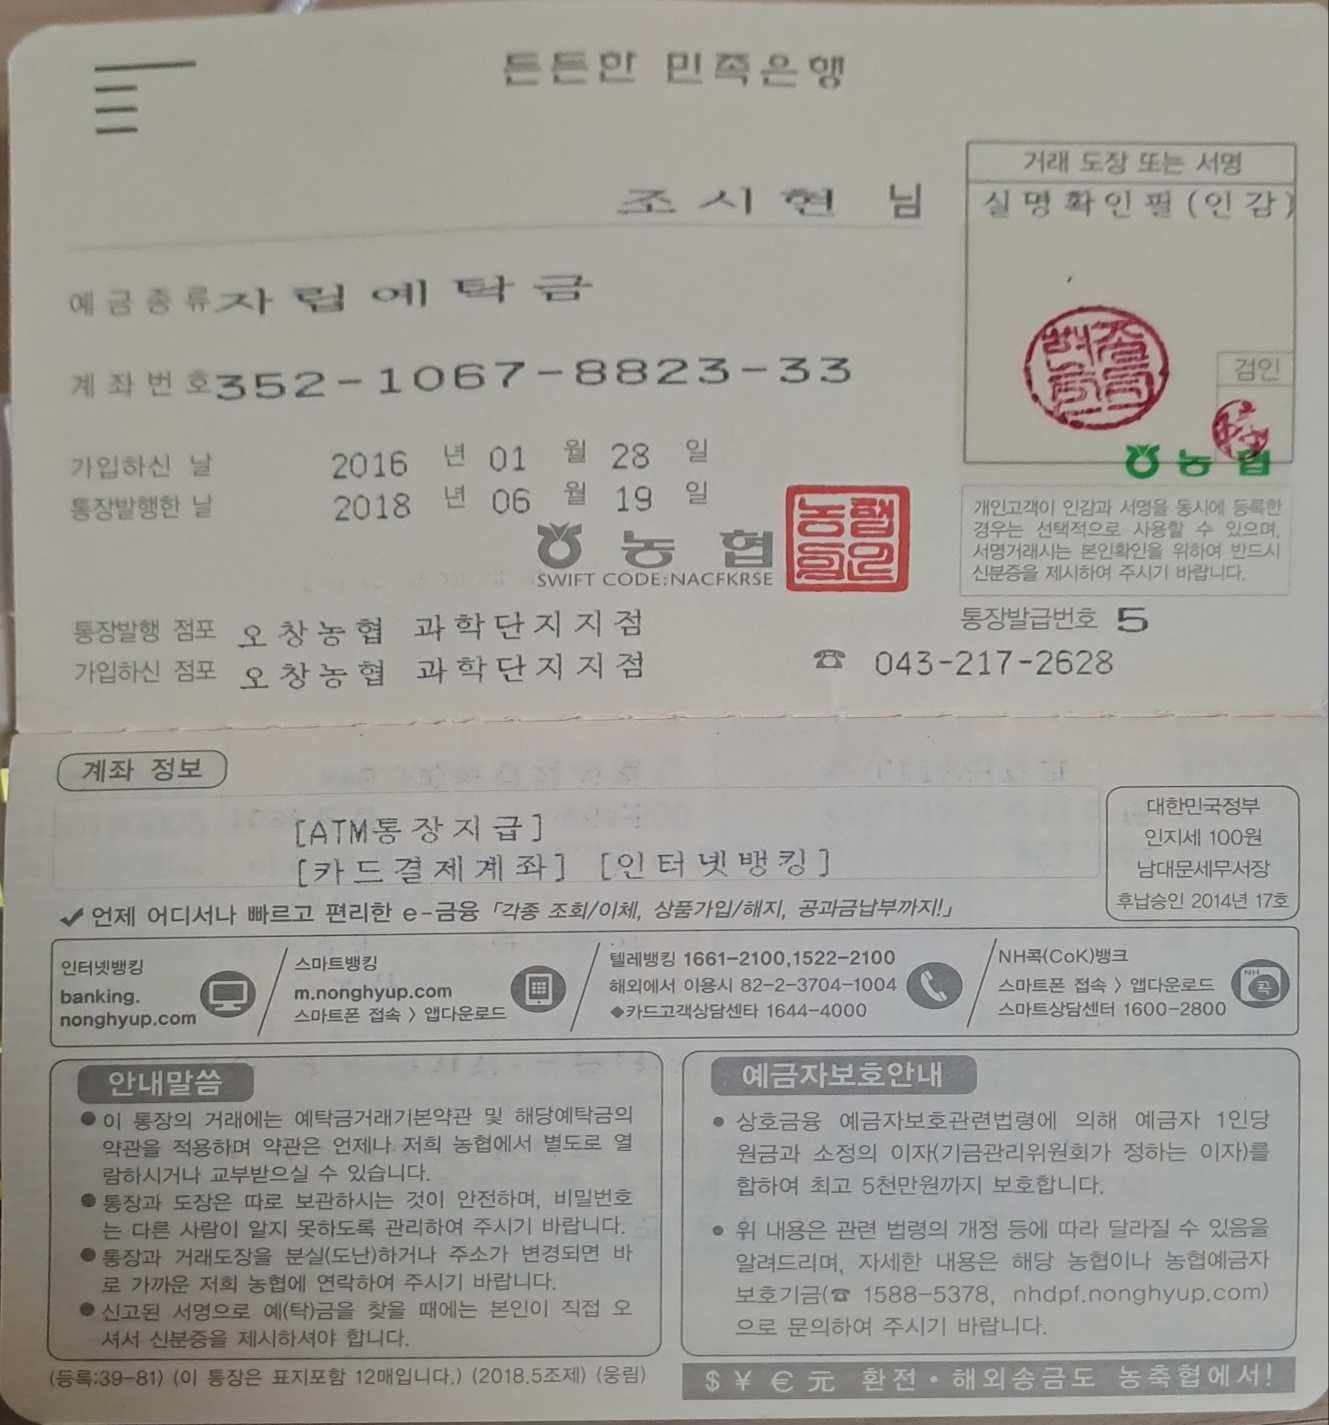 든든한 민족은행
조시현 님
거래 도장 또는 서명
실명확인필(인감)
예금종류 자립예탁금
계좌번호 352-1067-8823-33
검인
가입하신 날 2016 년 01 월 28 일
통장발행한 날 2018 년 06 월 19 일
농협
농협
SWIFT CODE:NACFKRSE
개인고객이 인감과 서명을 동시에 등록한
경우는 선택적으로 사용할 수 있으며,
서명거래시는 본인확인을 위하여 반드시
신분증을 제시하여 주시기 바랍니다.
통장발행 점포 오창농협 과학단지지점
통장발급번호 5
가입하신 점포 오창농협 과학단지지점
☎ 043-217-2628
계좌 정보
[ATM통장지급]
[카드결제계좌] [인터넷뱅킹]
대한민국정부
인지세 100원
남대문세무서장
후납승인 2014년 17호
✔언제 어디서나 빠르고 편리한 e-금융 「각종 조회/이체, 상품가입/해지, 공과금납부까지!」
인터넷뱅킹
banking.
nonghyup.com
스마트뱅킹
m.nonghyup.com
스마트폰 접속 > 앱다운로드
텔레뱅킹 1661-2100,1522-2100
해외에서 이용시 82-2-3704-1004
◆카드고객상담센타 1644-4000
NH콕(CoK)뱅크
스마트폰 접속 > 앱다운로드
스마트상담센터 1600-2800
NH
콕
안내말씀
● 이 통장의 거래에는 예탁금거래기본약관 및 해당예탁금의
약관을 적용하며 약관은 언제나 저희 농협에서 별도로 열
람하시거나 교부받으실 수 있습니다.
● 통장과 도장은 따로 보관하시는 것이 안전하며, 비밀번호
는 다른 사람이 알지 못하도록 관리하여 주시기 바랍니다.
● 통장과 거래도장을 분실(도난)하거나 주소가 변경되면 바
로 가까운 저희 농협에 연락하여 주시기 바랍니다.
● 신고된 서명으로 예(탁)금을 찾을 때에는 본인이 직접 오
셔서 신분증을 제시하셔야 합니다.
예금자보호안내
● 상호금융 예금자보호관련법령에 의해 예금자 1인당
원금과 소정의 이자(기금관리위원회가 정하는 이자)를
합하여 최고 5천만원까지 보호합니다.
● 위 내용은 관련 법령의 개정 등에 따라 달라질 수 있음을
알려드리며, 자세한 내용은 해당 농협이나 농협예금자
보호기금(☎ 1588-5378, nhdpf.nonghyup.com)
으로 문의하여 주시기 바랍니다.
(등록:39-81) (이 통장은 표지포함 12매입니다.) (2018.5조제) (웅림)
$ ¥ € 元 환전·해외송금도 농축협에서!